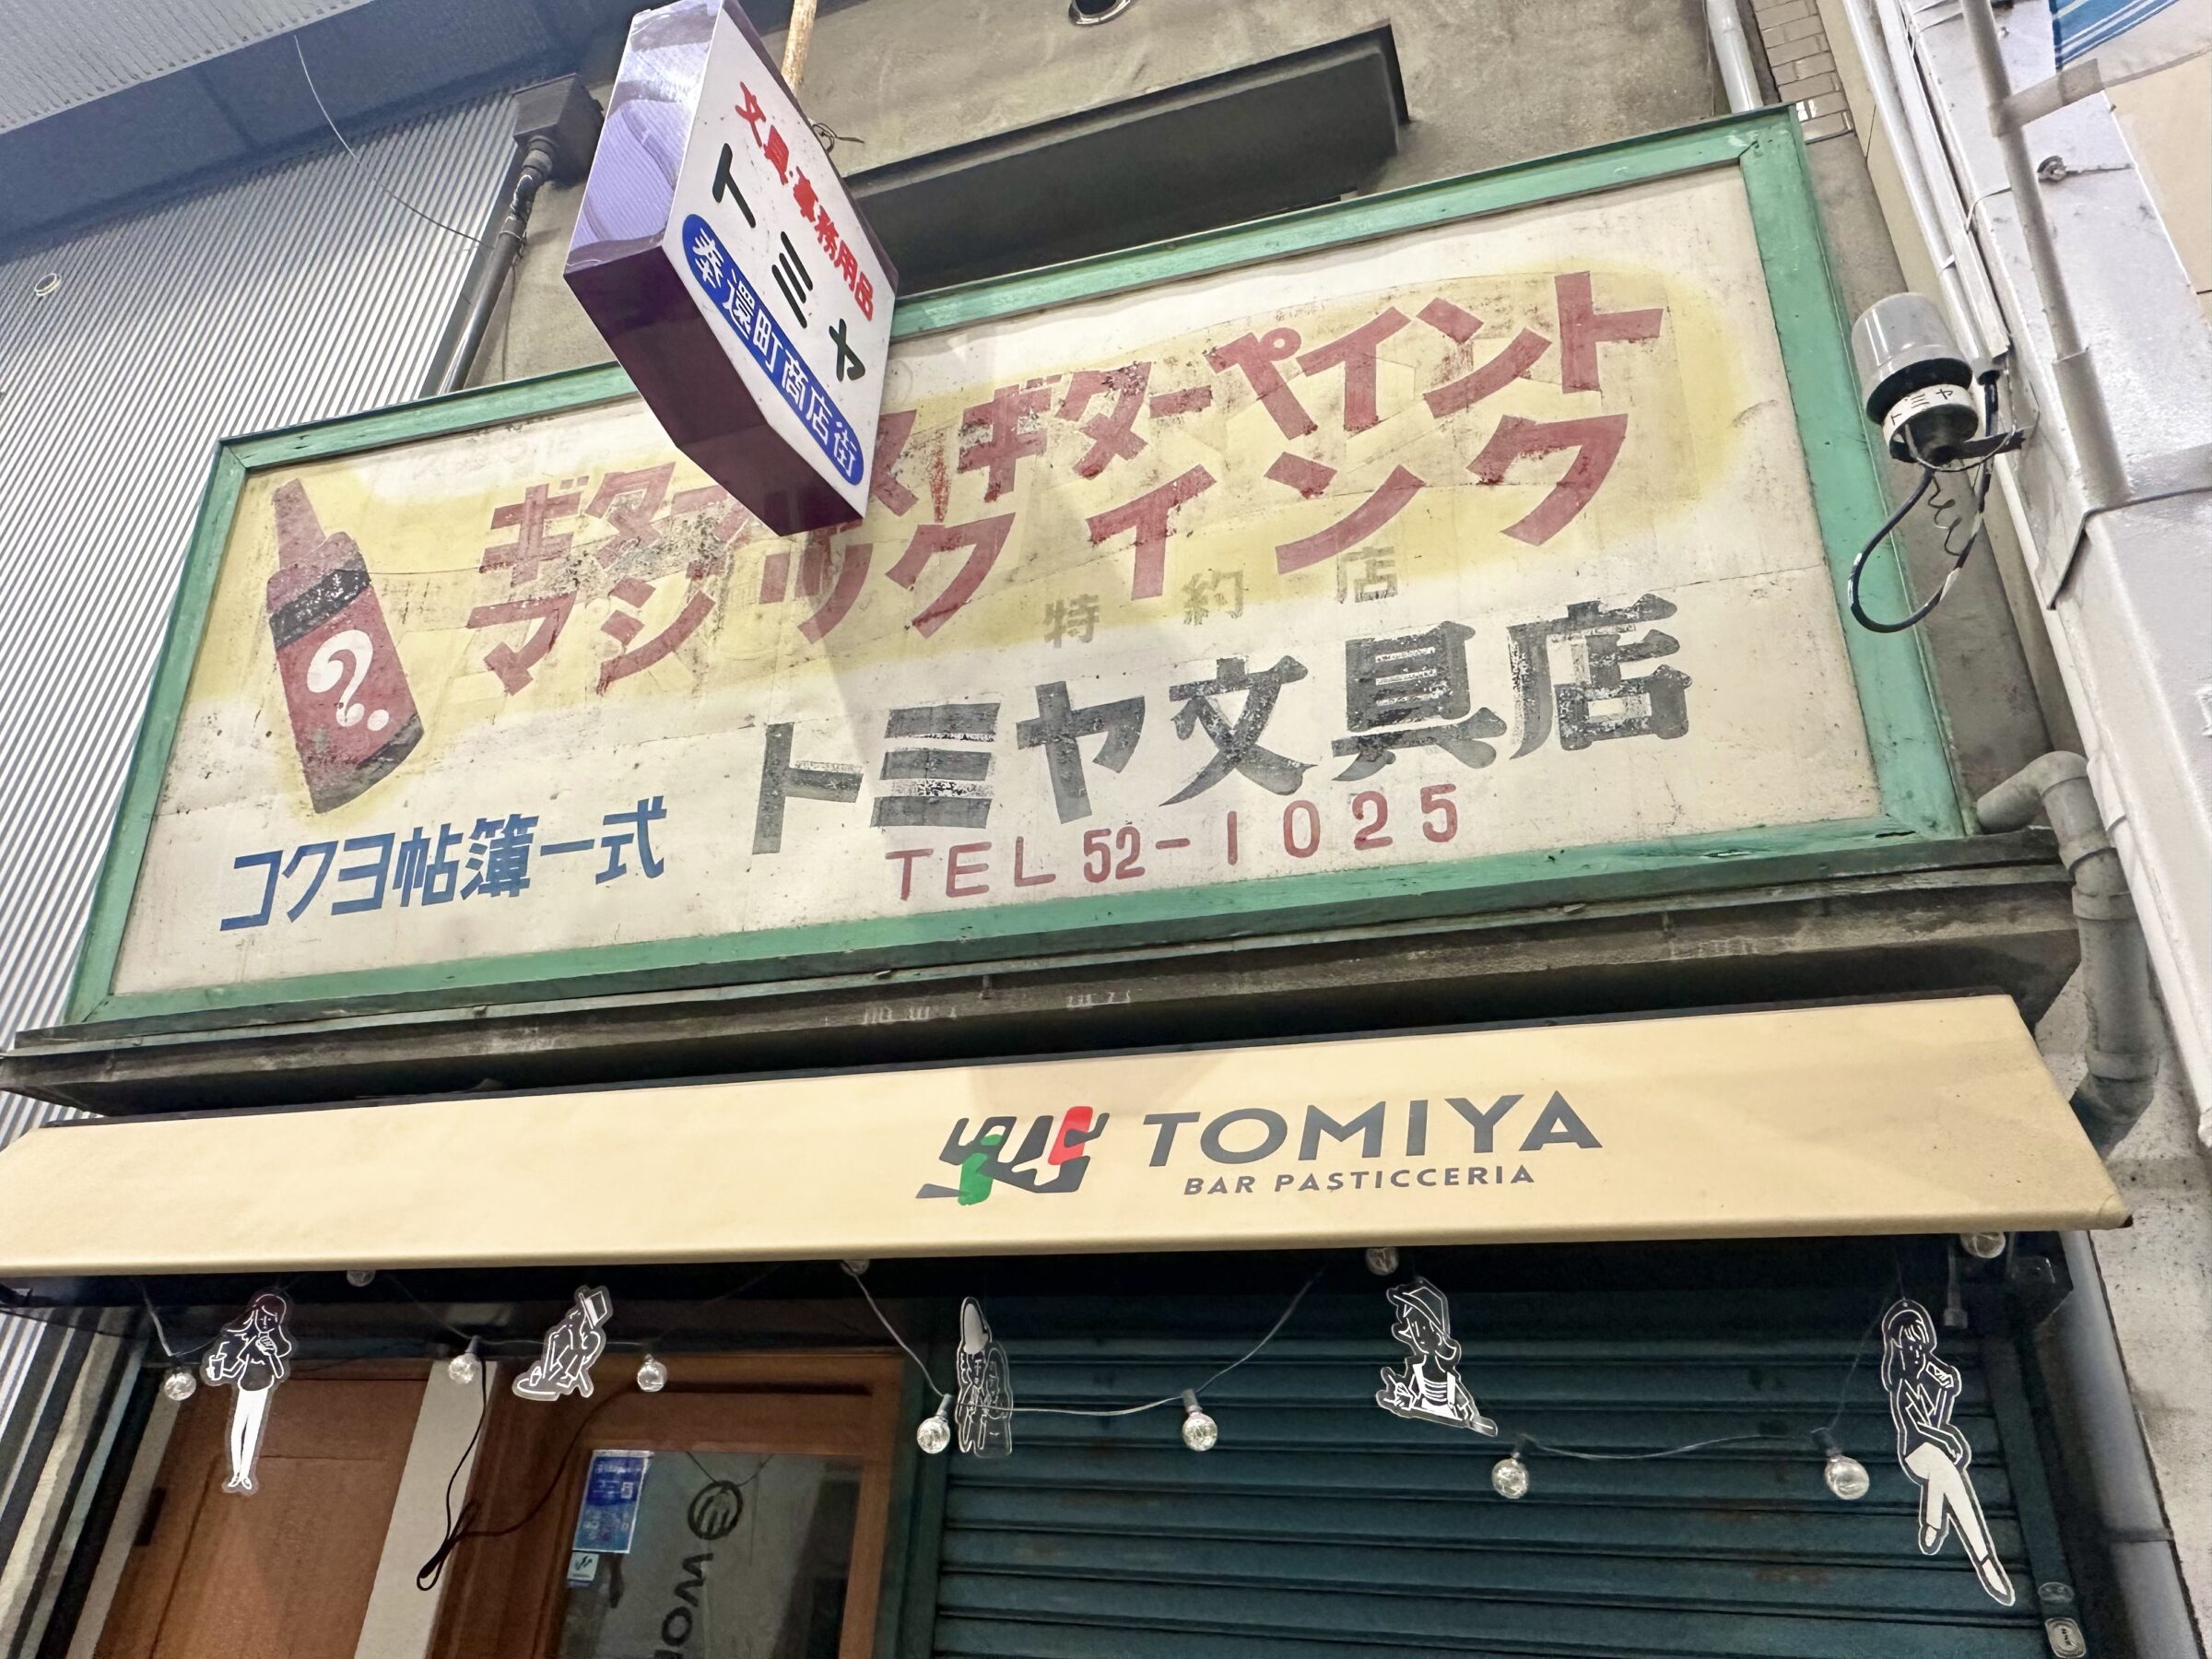 文具・事務用品
トミヤ
奉還町商店街
ギターペイント
マジックインク
特約店
?
トミヤ文具店
TEL 52-1025
コクヨ帖簿一式
トミヤ
TOMIYA
BAR PASTICCERIA